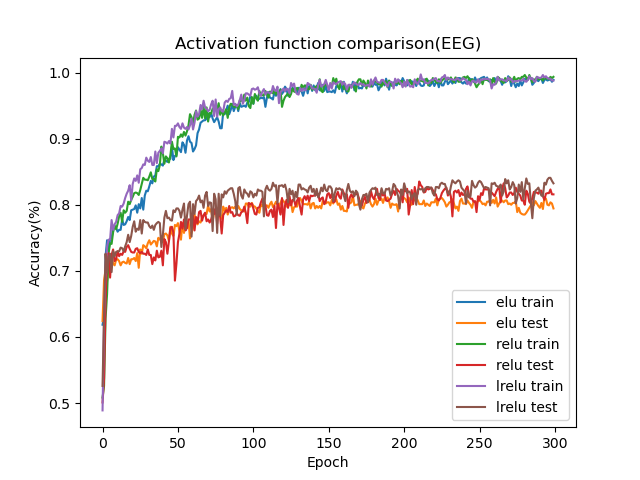 Activation function comparison(EEG)
Accuracy(%)
1.0
0.9
0.8
0.7
0.6
0.5
0
50
100
150
200
250
300
Epoch
elu train
elu test
relu train
relu test
lrelu train
lrelu test